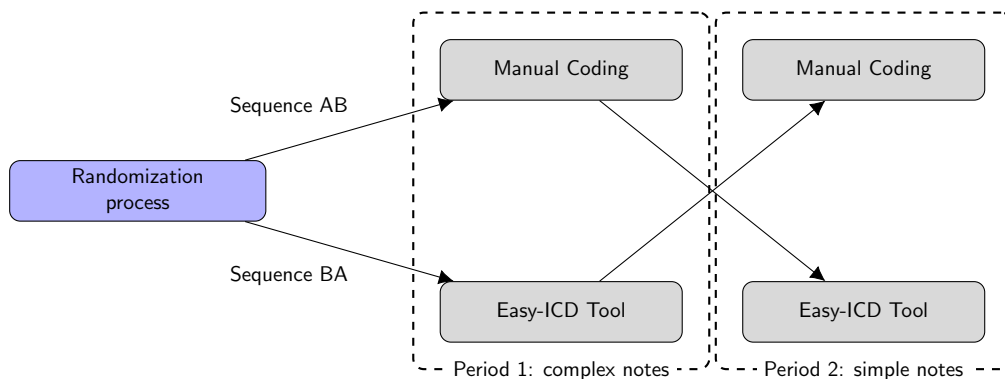 Manual Coding
Manual Coding
Sequence AB
Randomization
process
Sequence BA
Easy-ICD Tool
Easy-ICD Tool
Period 1: complex notes
Period 2: simple notes